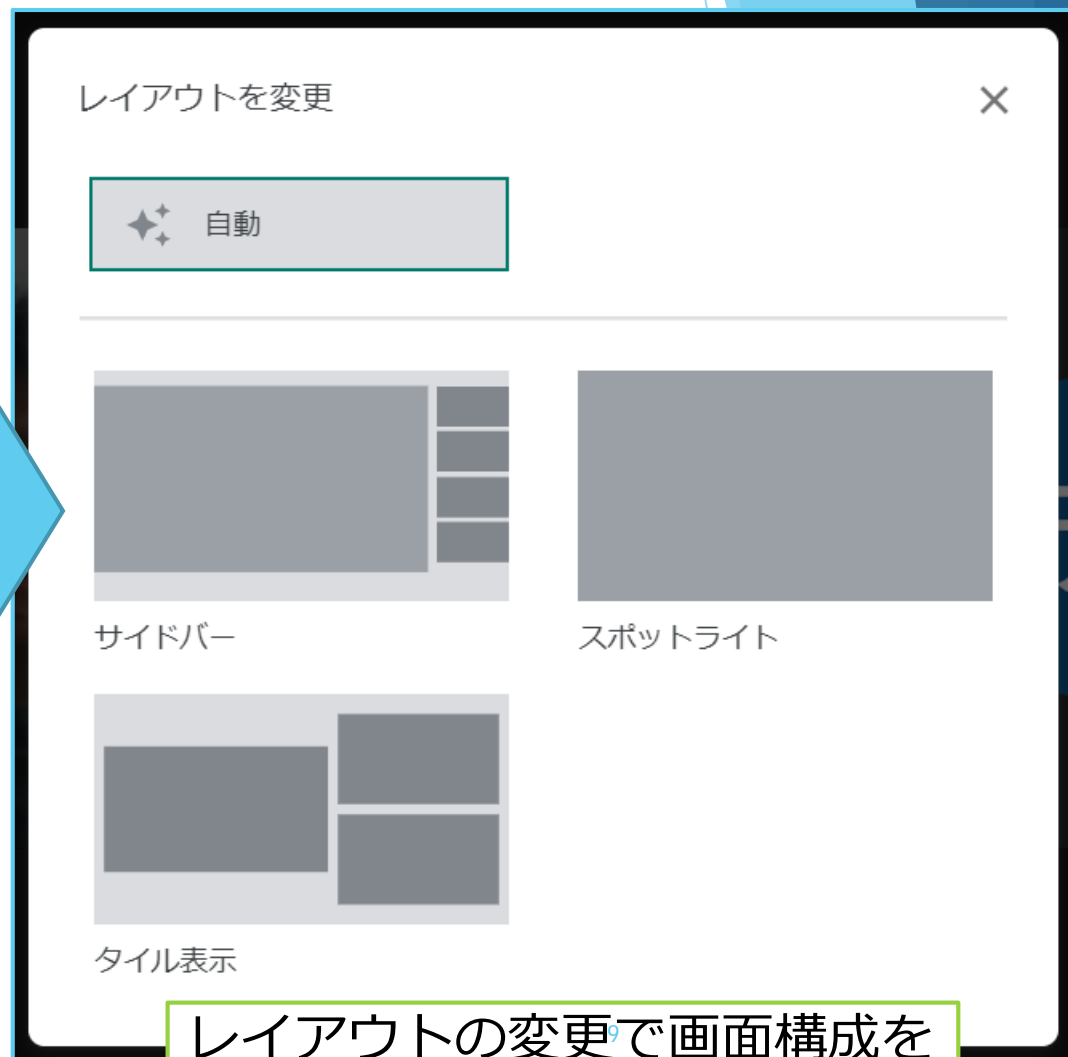 レイアウトを変更
自動
サイドバー
スポットライト
タイル表示
レイアウトの変更で画面構成を
9